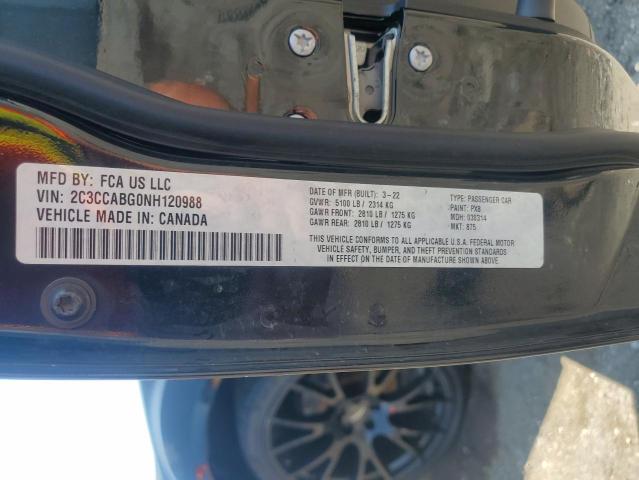 MFD BY: FCA US LLC
VIN: 2C3CCABG0NH120988
VEHICLE MADE IN: CANADA
DATE OF MFR (BUILT): 3-22
GVWR: 5100 LB / 2314 KG
GAWR FRONT: 2810 LB / 1275 KG
GAWR REAR: 2810 LB / 1275 KG
TYPE: PASSENGER CAR
PAINT: PX8
MDH: 030314
MKT: 875
THIS VEHICLE CONFORMS TO ALL APPLICABLE U.S.A. FEDERAL MOTOR
VEHICLE SAFETY, BUMPER, AND THEFT PREVENTION STANDARDS
IN EFFECT ON THE DATE OF MANUFACTURE SHOWN ABOVE.